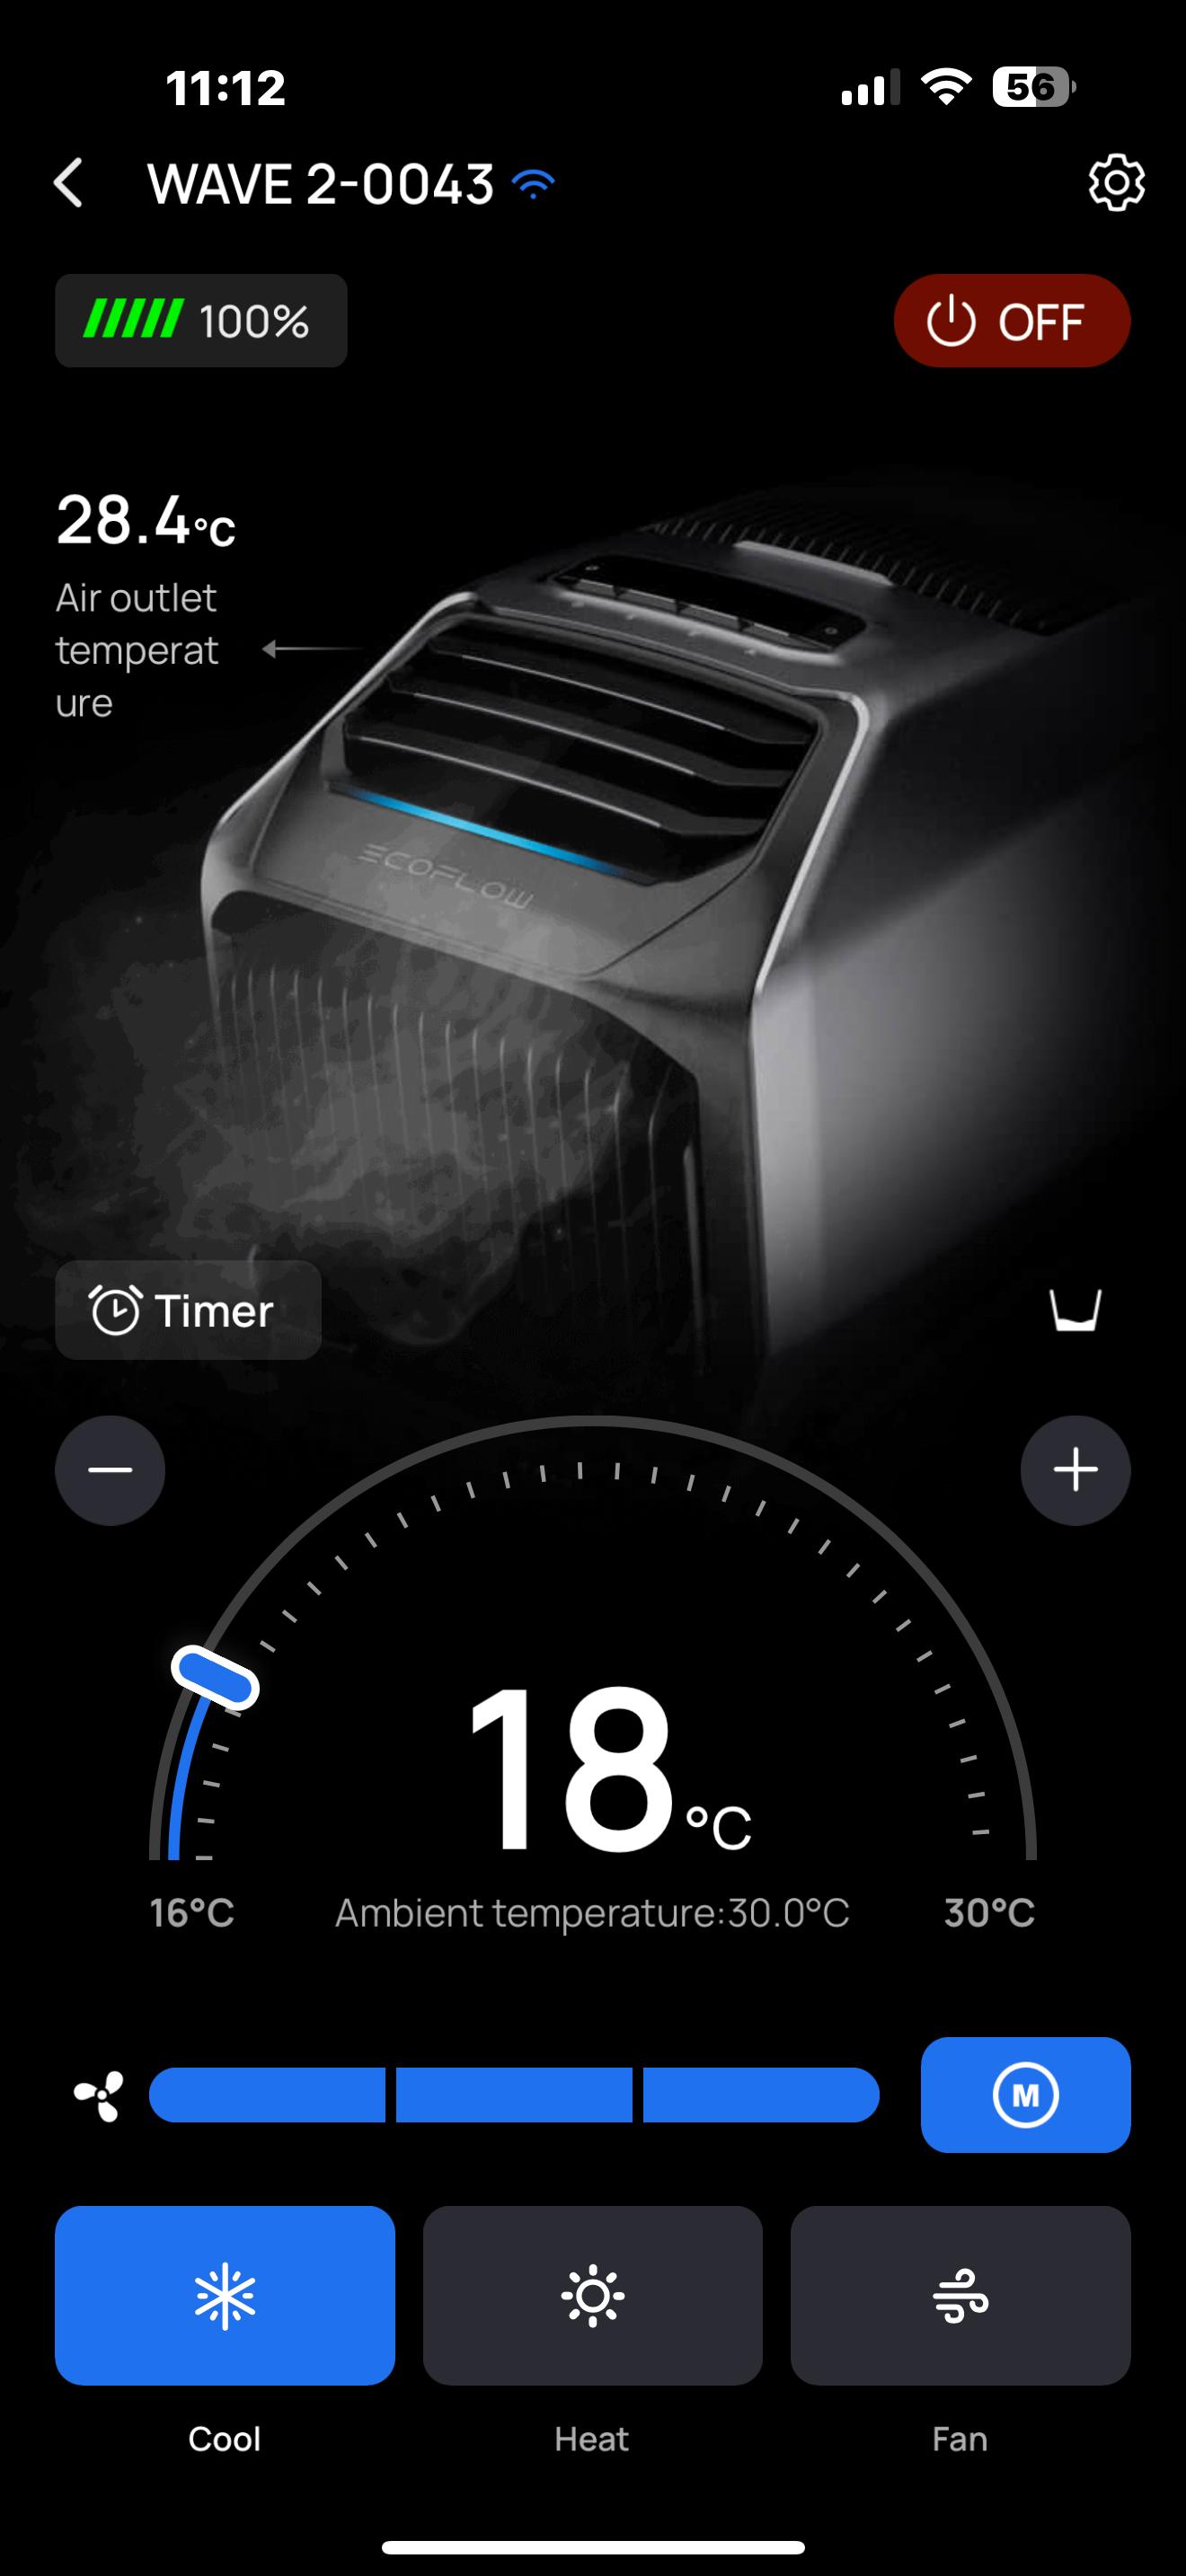 11:12
56
WAVE 2-0043
100%
OFF
28.4°C
Air outlet
temperat
ure
ECOFLOW
Timer
18°C
16°C
Ambient temperature:30.0°C
30°C
M
Cool
Heat
Fan